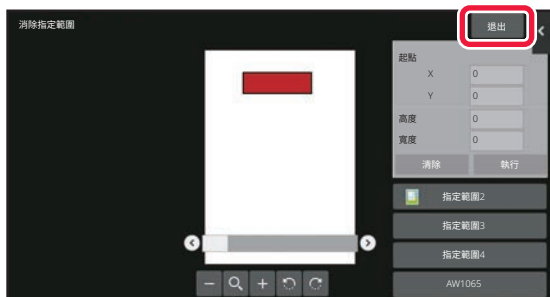 消除指定範圍
退出
起點
X 0
Y 0
高度 0
寬度 0
清除 執行
指定範圍2
指定範圍3
指定範圍4
AW1065